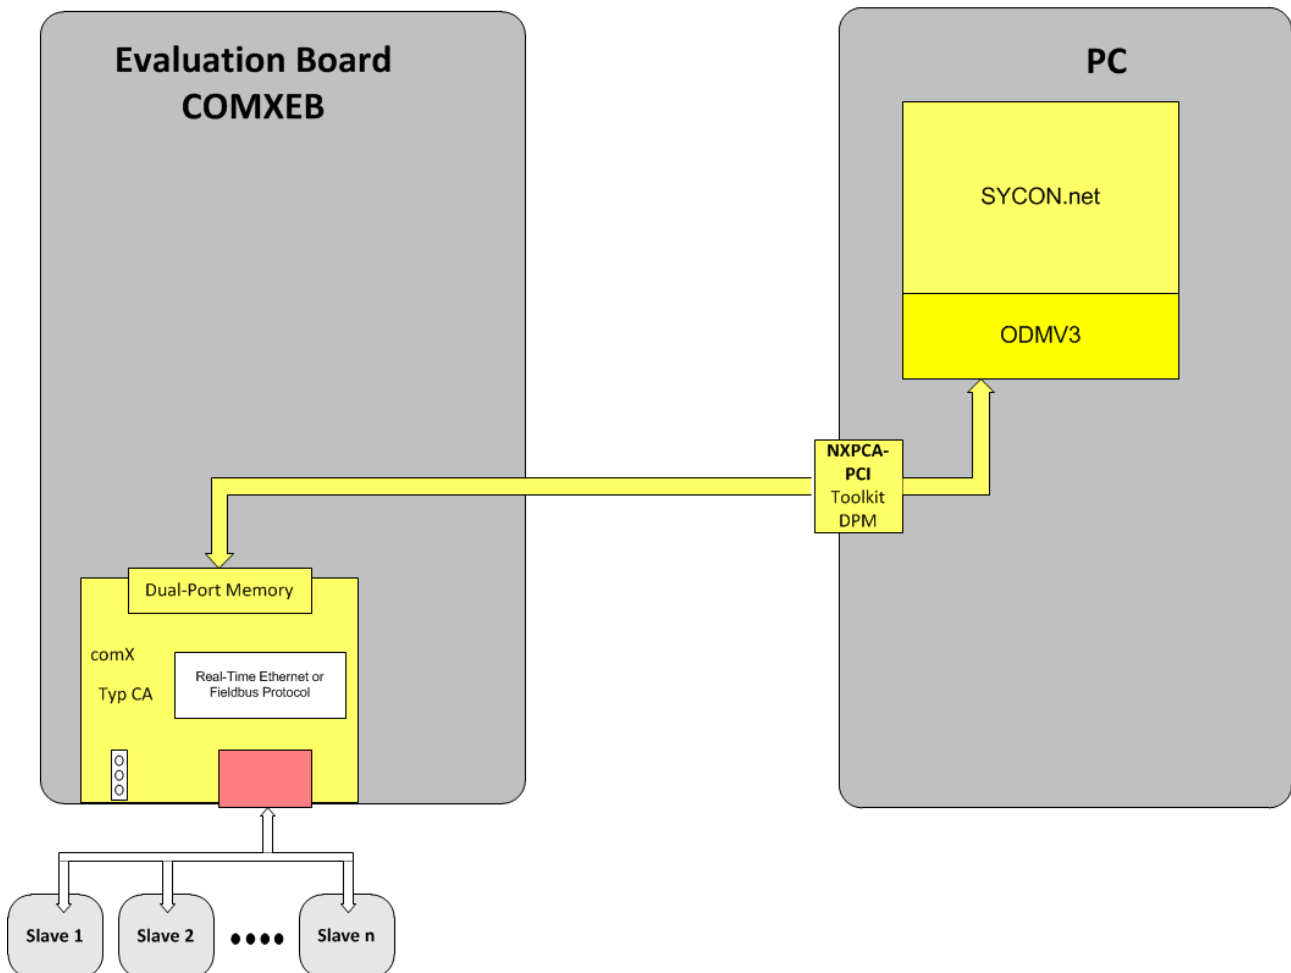 Evaluation Board
COMXEB
PC
SYCON.net
ODMV3
NXPCA-
PCI
Toolkit
DPM
Dual-Port Memory
comX
Typ CA
Real-Time Ethernet or
Fieldbus Protocol
Slave 1
Slave 2
Slave n